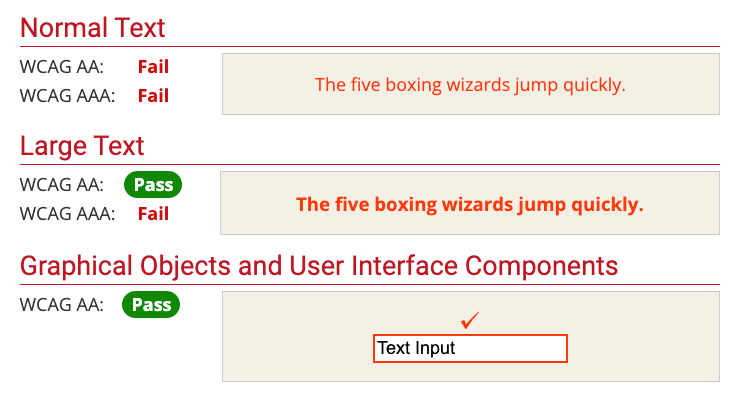 Normal Text
WCAG AA: Fail
WCAG AAA: Fail
The five boxing wizards jump quickly.
Large Text
WCAG AA: Pass
WCAG AAA: Fail
The five boxing wizards jump quickly.
Graphical Objects and User Interface Components
WCAG AA: Pass
Text Input